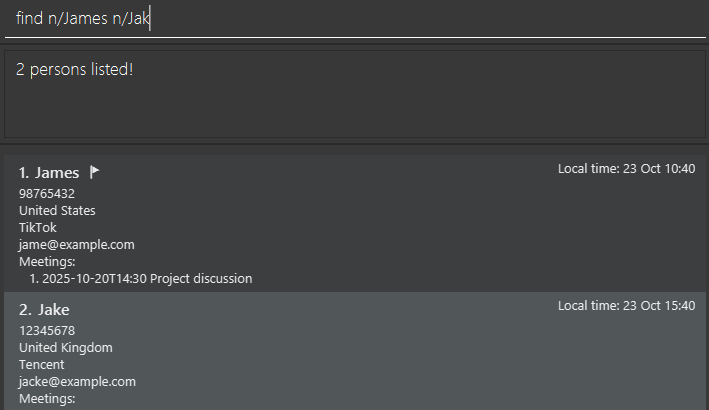 find n/James n/Jak
2 persons listed!
1. James
Local time: 23 Oct 10:40
98765432
United States
TikTok
jame@example.com
Meetings:
1. 2025-10-20T14:30 Project discussion
2. Jake
Local time: 23 Oct 15:40
12345678
United Kingdom
Tencent
jacke@example.com
Meetings: